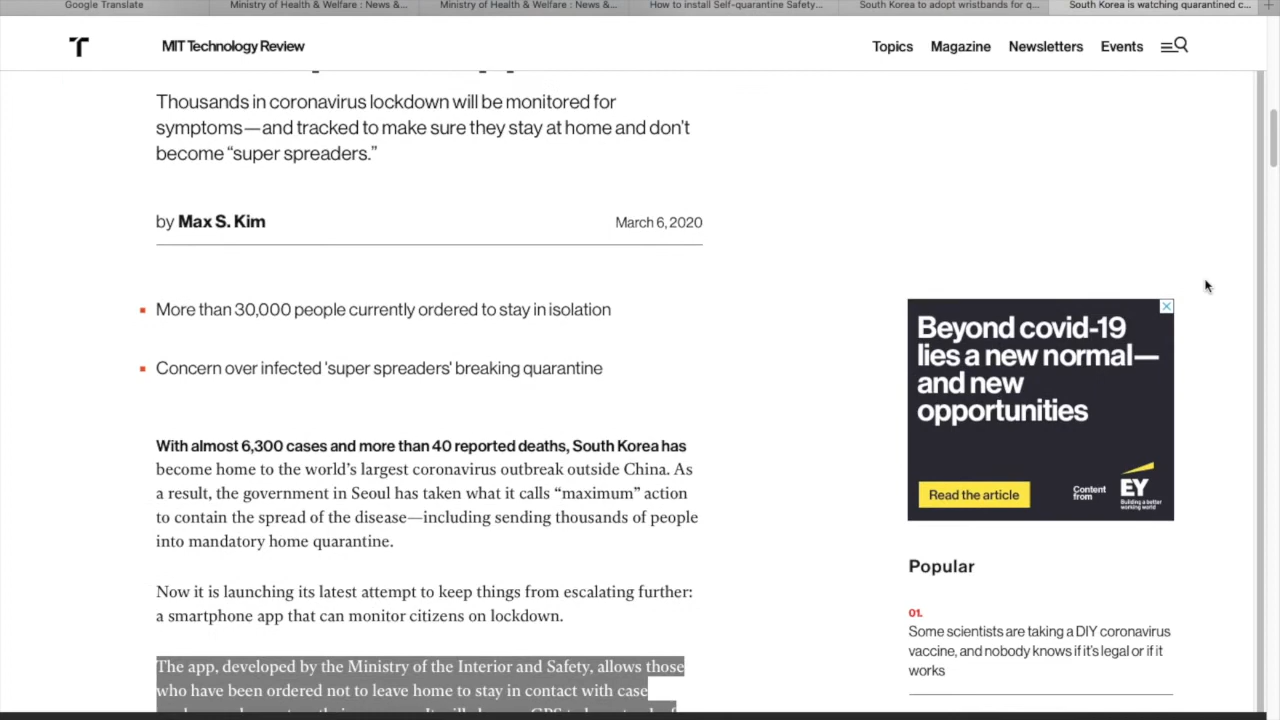 Google Translate
Ministry of Health & Welfare : News &...
Ministry of Health & Welfare : News &...
How to install Self-quarantine Safety...
South Korea to adopt wristbands for q...
South Korea is watching quarantined c...
MIT Technology Review
Topics Magazine Newsletters Events
Thousands in coronavirus lockdown will be monitored for
symptoms—and tracked to make sure they stay at home and don’t
become “super spreaders.”
by Max S. Kim
March 6, 2020
More than 30,000 people currently ordered to stay in isolation
Concern over infected 'super spreaders' breaking quarantine
With almost 6,300 cases and more than 40 reported deaths, South Korea has
become home to the world’s largest coronavirus outbreak outside China. As
a result, the government in Seoul has taken what it calls “maximum” action
to contain the spread of the disease—including sending thousands of people
into mandatory home quarantine.
Now it is launching its latest attempt to keep things from escalating further:
a smartphone app that can monitor citizens on lockdown.
The app, developed by the Ministry of the Interior and Safety, allows those
who have been ordered not to leave home to stay in contact with case
Beyond covid-19
lies a new normal—
and new
opportunities
Read the article
Content
from
EY
Building a better
working world
Popular
01.
Some scientists are taking a DIY coronavirus
vaccine, and nobody knows if it’s legal or if it
works